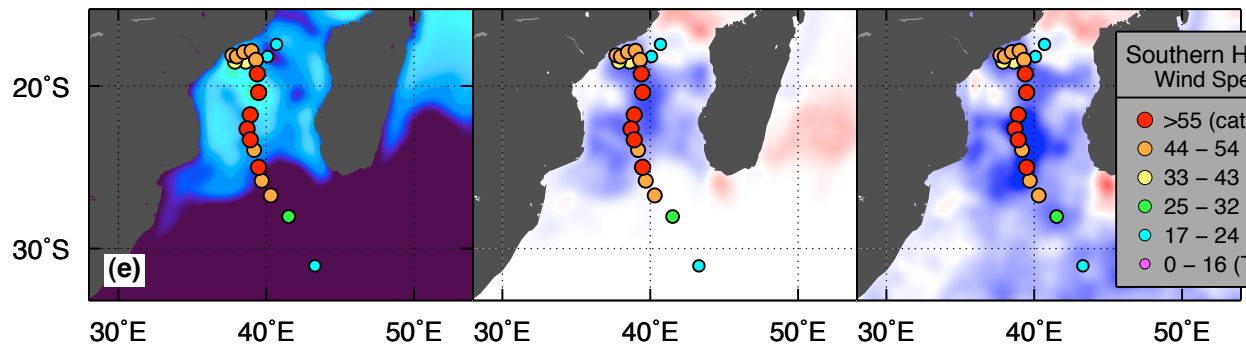 20°S
30°S
(e)
30°E 40°E 50°E 30°E 40°E 50°E 30°E 40°E 50°E
Southern H
Wind Spe
>55 (cat
44 – 54
33 – 43
25 – 32
17 – 24
0 – 16 (T